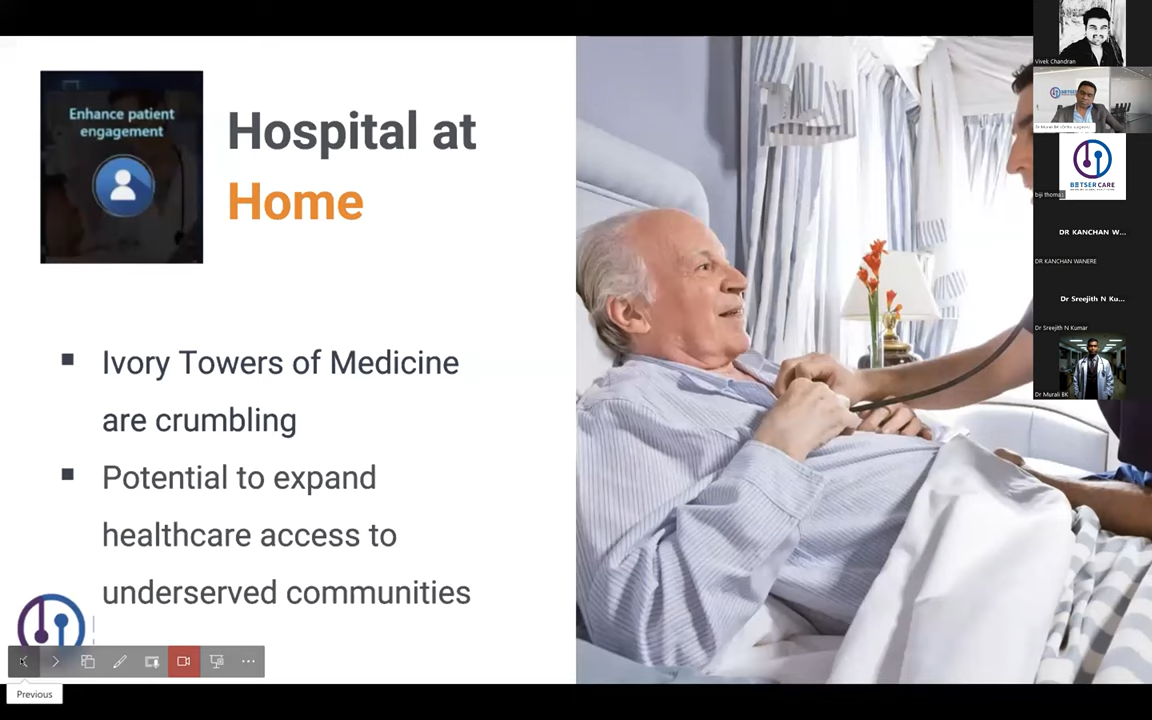 Enhance patient
engagement
Hospital at
Home
Ivory Towers of Medicine
are crumbling
Potential to expand
healthcare access to
underserved communities
Previous
Vivek Chandran
BETSER CARE
biji thomas
DR KANCHAN W...
DR KANCHAN WANERE
Dr Sreejith N Ku...
Dr Sreejith N Kumar
Dr Murali BK